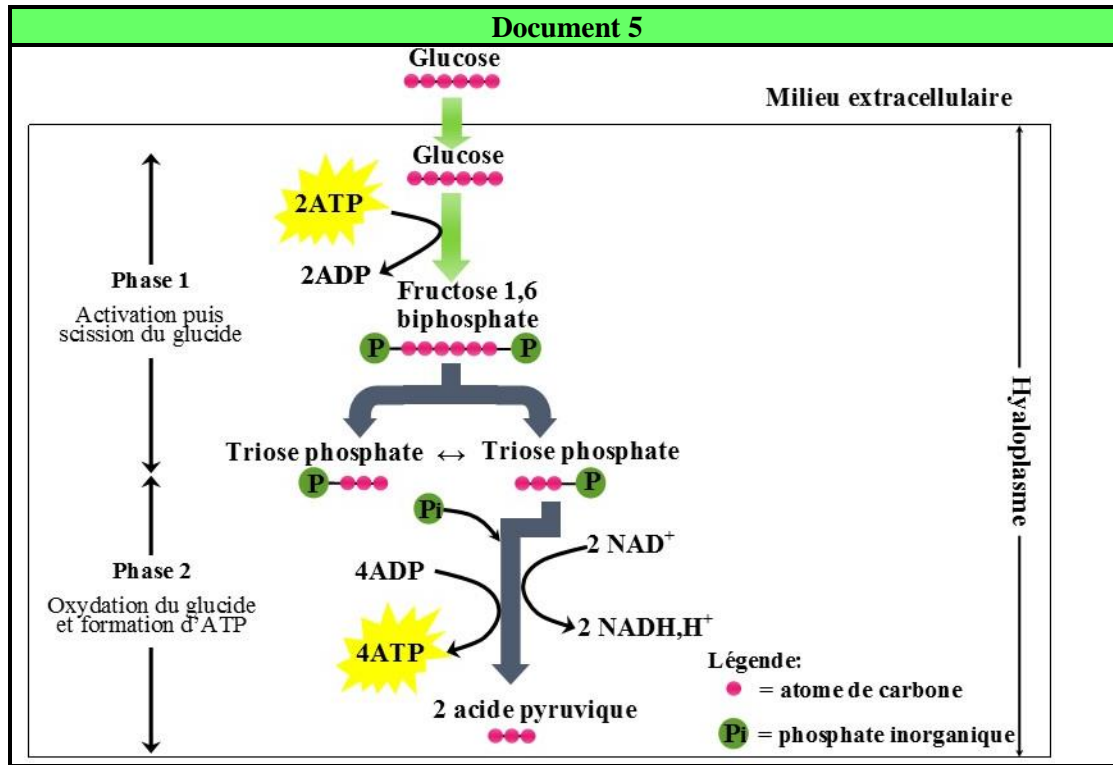 Document 5
Glucose
Milieu extracellulaire
Glucose
2ATP
2ADP
Phase 1
Activation puis
scission du glucide
Fructose 1,6
biphosphate
P
P
Hyaloplasme
Triose phosphate ↔ Triose phosphate
P
P
Pi
2 NAD⁺
4ADP
Phase 2
Oxydation du glucide
et formation d'ATP
2 NADH,H⁺
4ATP
Légende:
= atome de carbone
2 acide pyruvique
Pi = phosphate inorganique